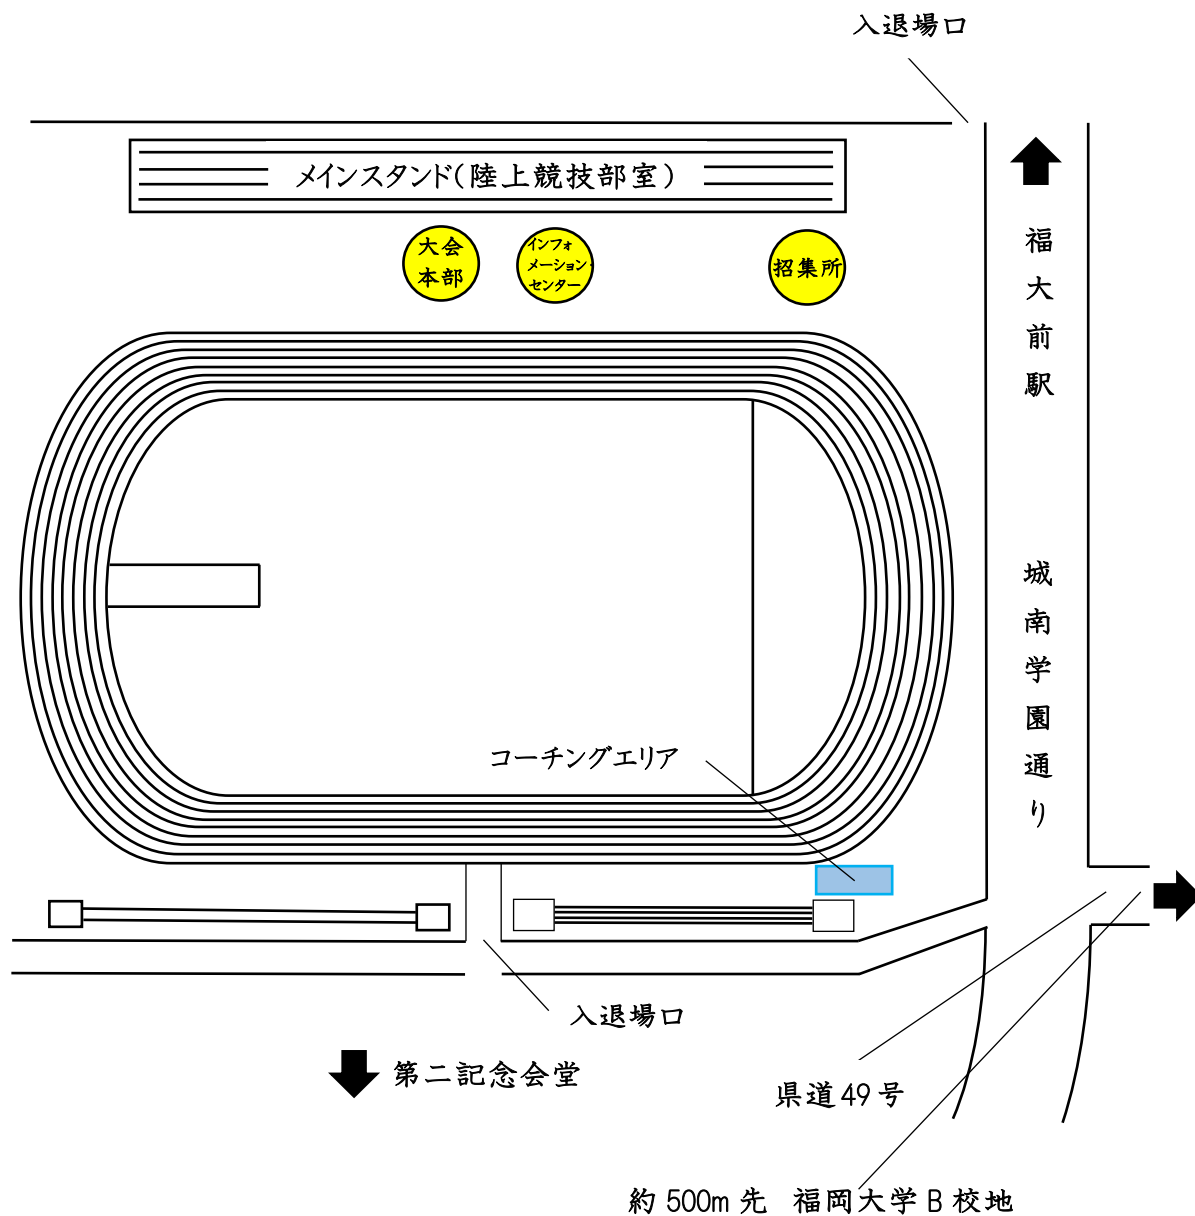 入退場口
メインスタンド(陸上競技部室)
大会
本部
インフォ
メーション
センター
招集所
福大前駅
城南学園通り
コーチングエリア
入退場口
第二記念会堂
県道49号
約500m先 福岡大学B校地